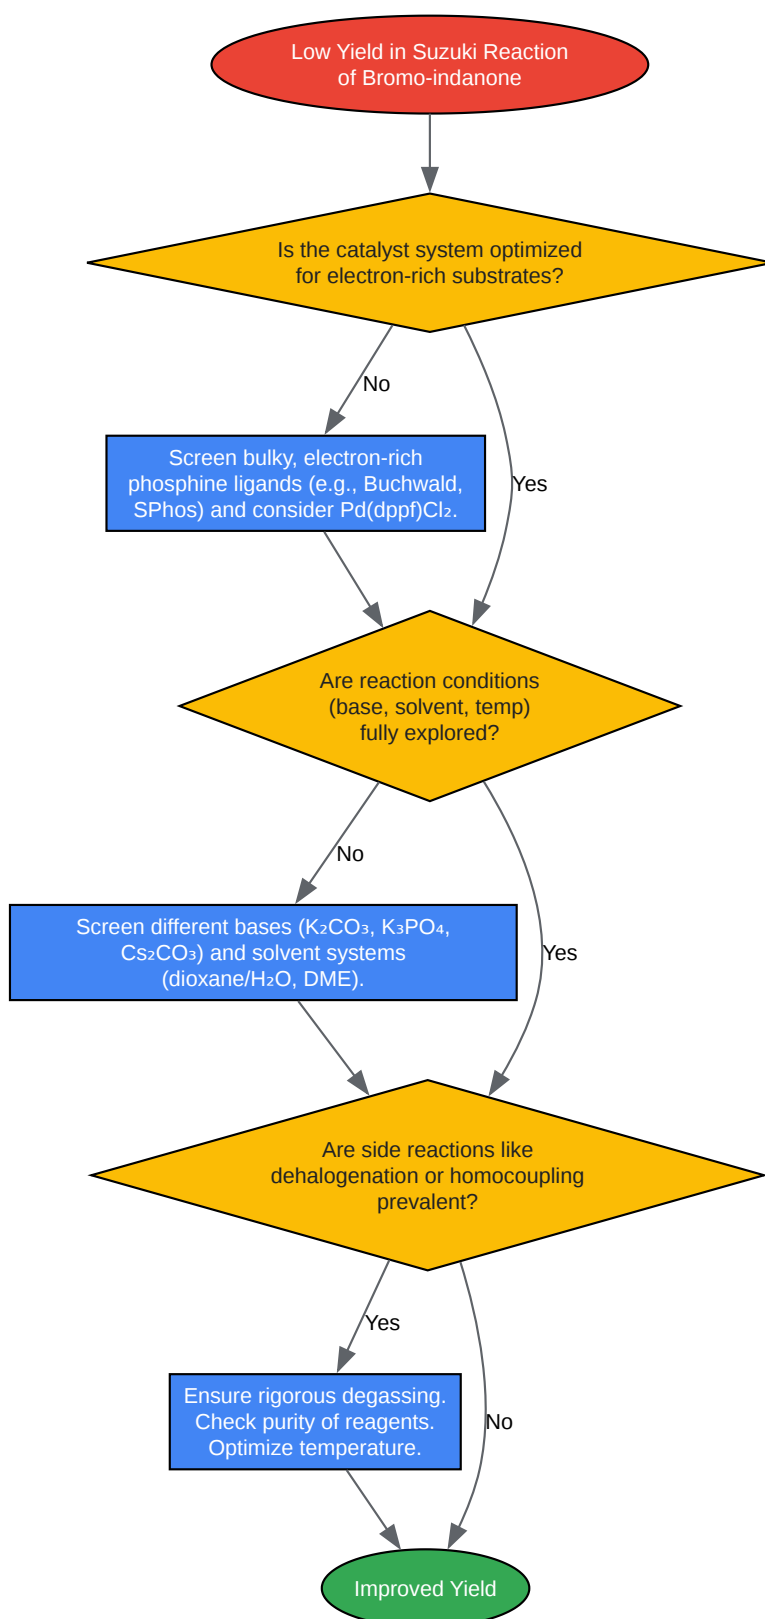 Low Yield in Suzuki Reaction
of Bromo-indanone
Is the catalyst system optimized
for electron-rich substrates?
No
Screen bulky, electron-rich
phosphine ligands (e.g., Buchwald,
SPhos) and consider Pd(dppf)Cl₂.
Yes
Are reaction conditions
(base, solvent, temp)
fully explored?
No
Screen different bases (K₂CO₃, K₃PO₄,
Cs₂CO₃) and solvent systems
(dioxane/H₂O, DME).
Yes
Are side reactions like
dehalogenation or homocoupling
prevalent?
Yes
Ensure rigorous degassing.
Check purity of reagents.
Optimize temperature.
No
Improved Yield